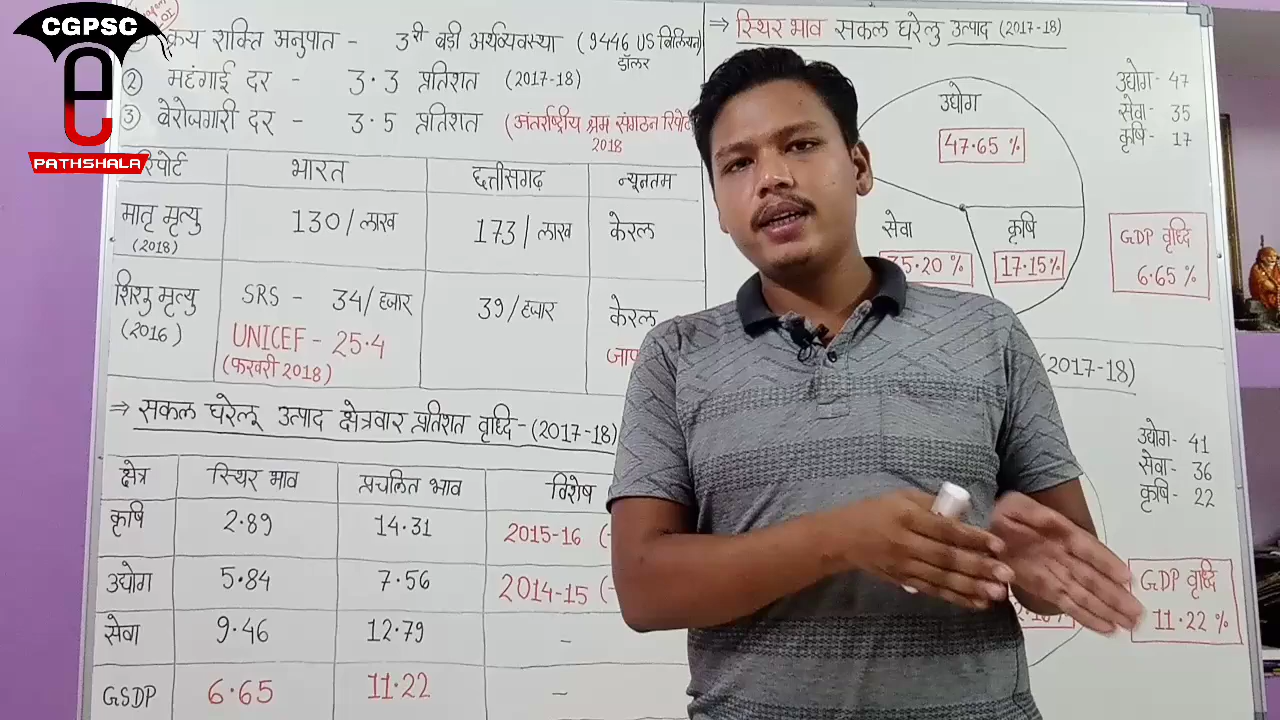 CGPSC
e
PATHSHALA
क्रय शक्ति अनुपात - 3री बड़ी अर्थव्यवस्था (9446 US बिलियन
डॉलर
② महंगाई दर - 3.3 प्रतिशत (2017-18)
③ बेरोजगारी दर - 3.5 प्रतिशत (अंतर्राष्ट्रीय श्रम संगठन रिपोर्ट
2018
रिपोर्ट भारत छत्तीसगढ़ न्यूनतम
मातृ मृत्यु (2018) 130/लाख 173/लाख केरल
शिशु मृत्यु (2016) SRS - 34/हजार 39/हजार केरल
UNICEF - 25.4
(फरवरी 2018)
⇒ सकल घरेलू उत्पाद क्षेत्रवार प्रतिशत वृध्दि - (2017-18)
क्षेत्र स्थिर भाव प्रचलित भाव विशेष
कृषि 2.89 14.31 2015-16 (-
उद्योग 5.84 7.56 2014-15 (-
सेवा 9.46 12.79 -
GSDP 6.65 11.22 -
⇒ स्थिर भाव सकल घरेलु उत्पाद (2017-18)
उद्योग
47.65 %
सेवा
35.20 %
कृषि
17.15%
उद्योग- 47
सेवा- 35
कृषि- 17
GDP वृध्दि
6.65 %
(2017-18)
उद्योग- 41
सेवा- 36
कृषि- 22
GDP वृध्दि
11.22 %